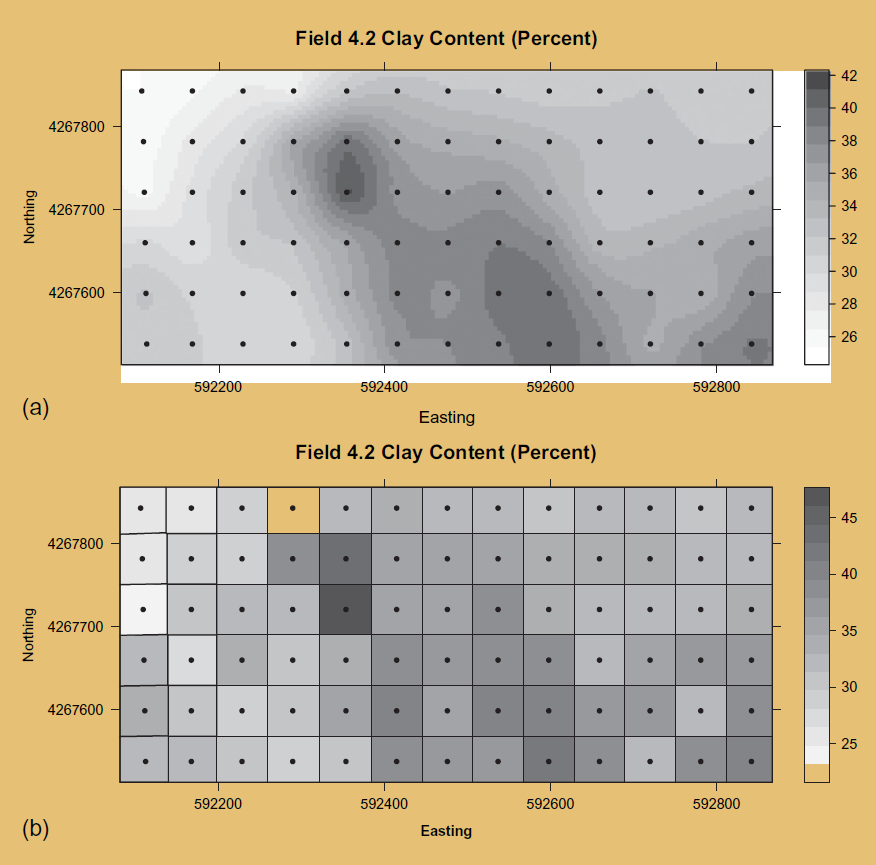 Field 4.2 Clay Content (Percent)
42
40
38
36
34
32
30
28
26
4267800
4267700
4267600
Northing
592200 592400 592600 592800
Easting
(a)
Field 4.2 Clay Content (Percent)
45
40
35
30
25
4267800
4267700
4267600
Northing
592200 592400 592600 592800
Easting
(b)